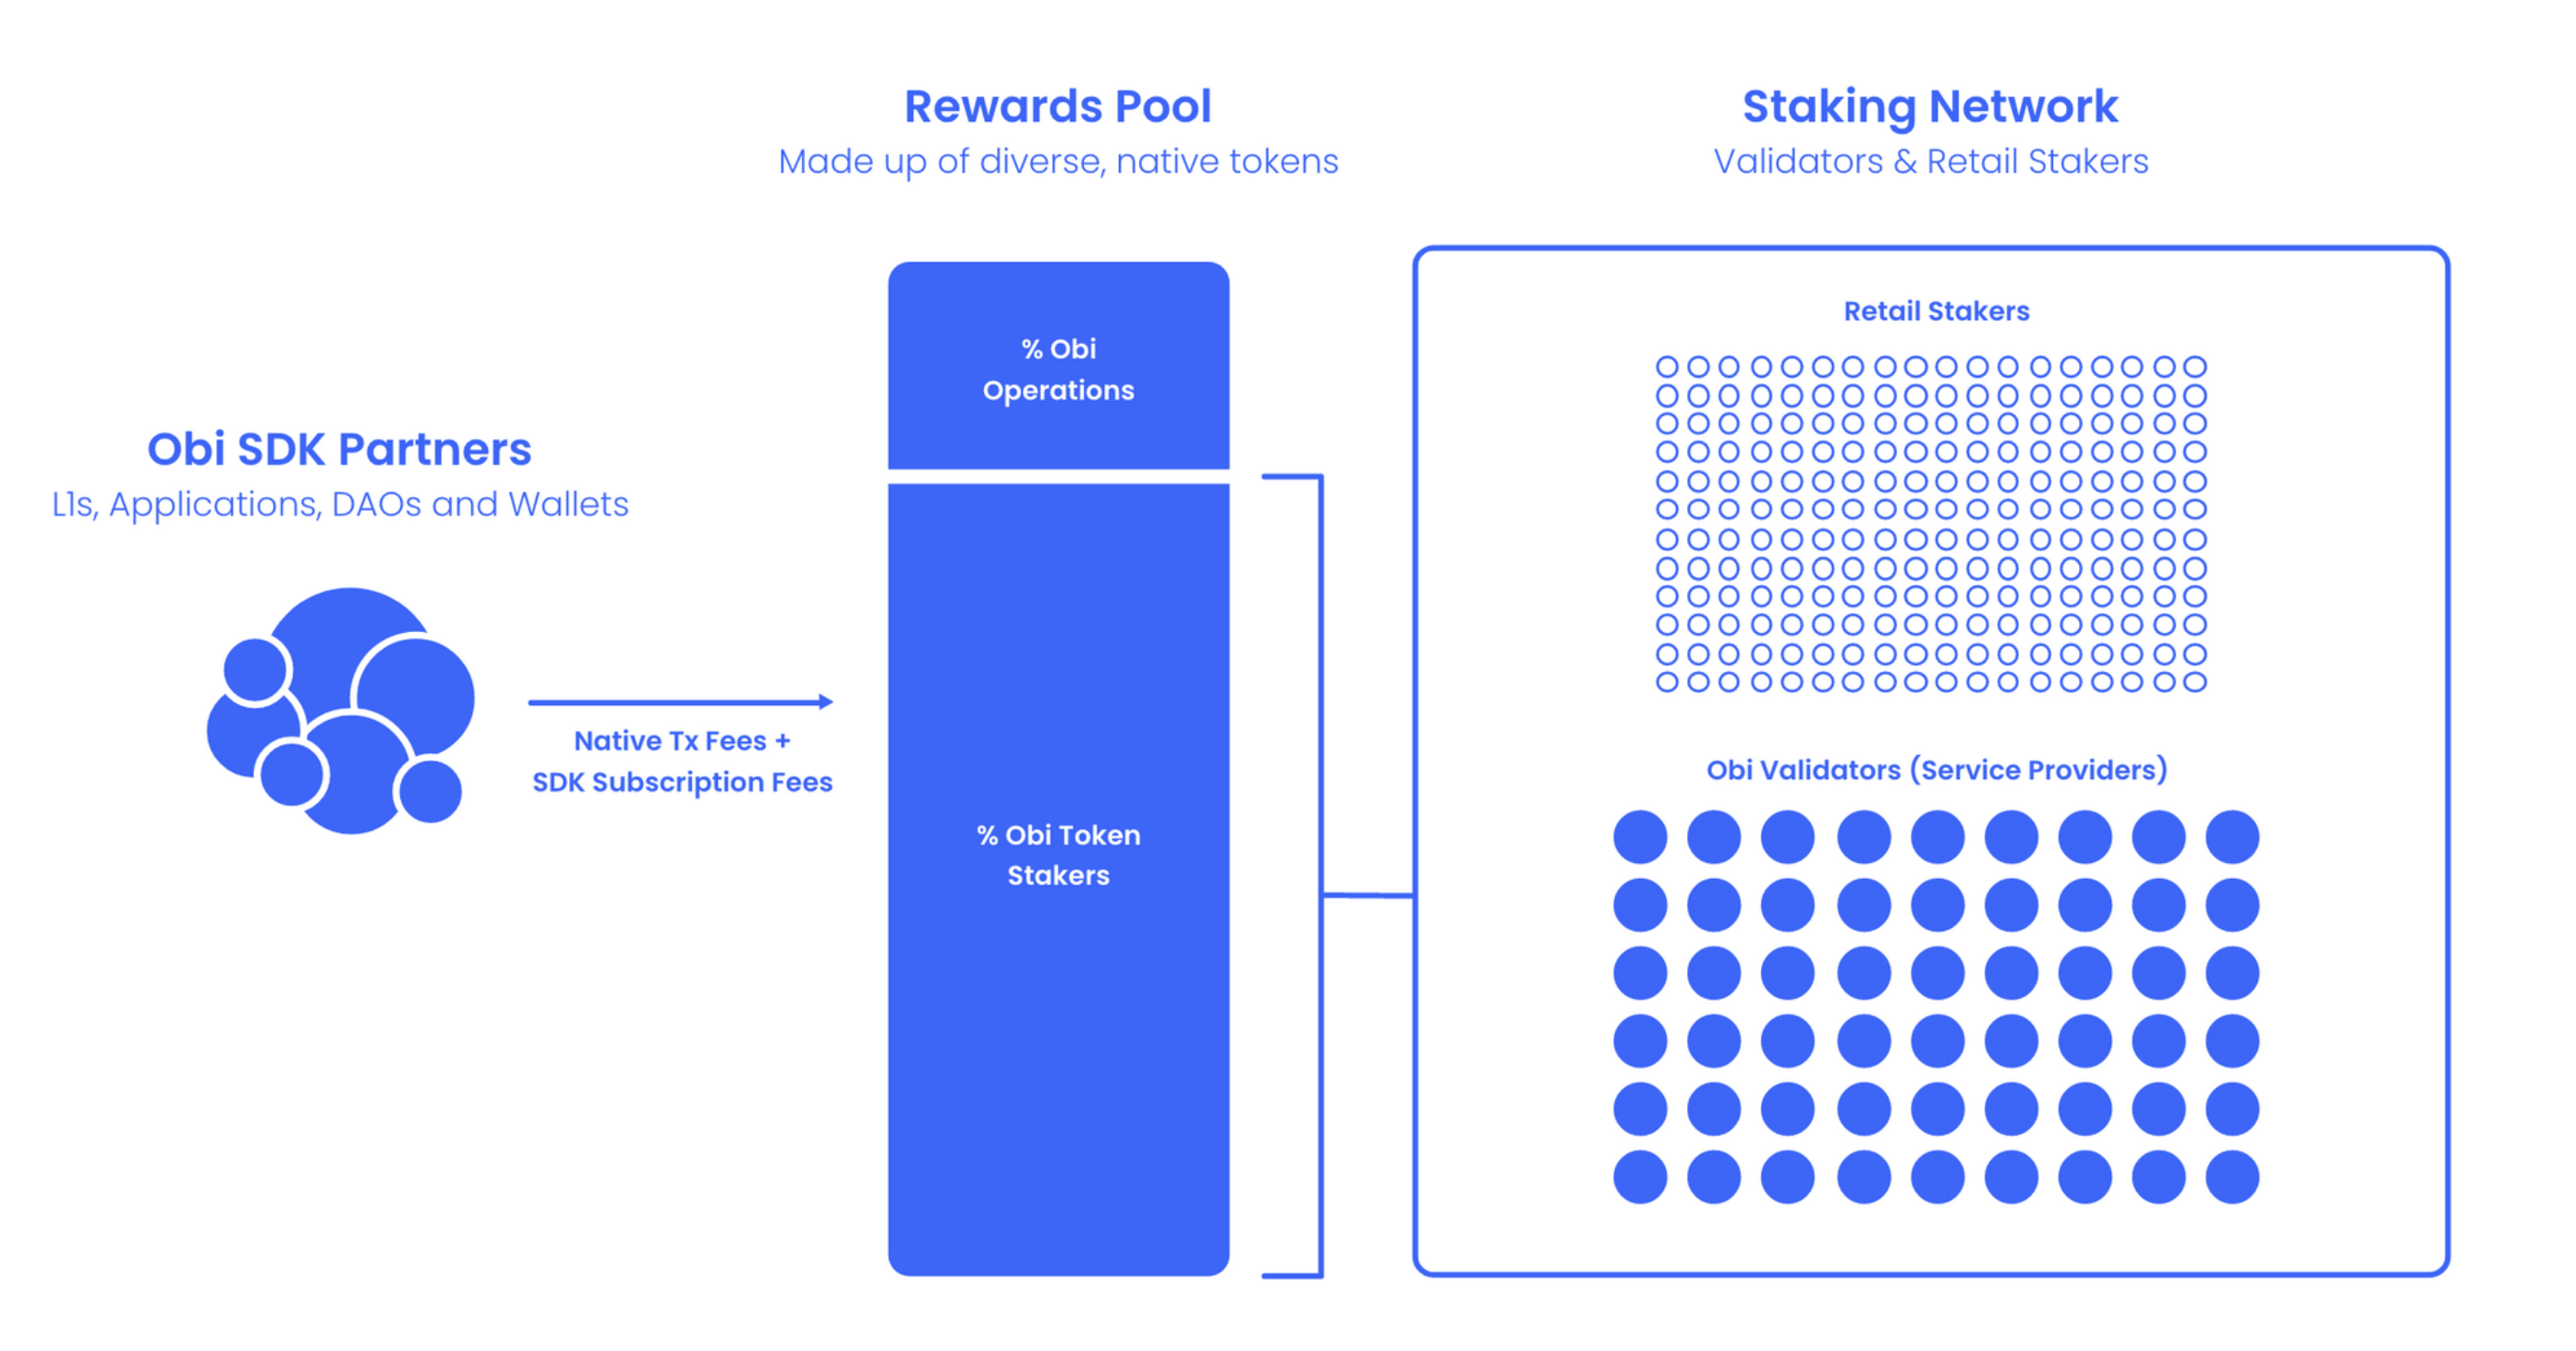 Obi SDK Partners
L1s, Applications, DAOs and Wallets
Native Tx Fees +
SDK Subscription Fees
Rewards Pool
Made up of diverse, native tokens
% Obi
Operations
% Obi Token
Stakers
Staking Network
Validators & Retail Stakers
Retail Stakers
Obi Validators (Service Providers)